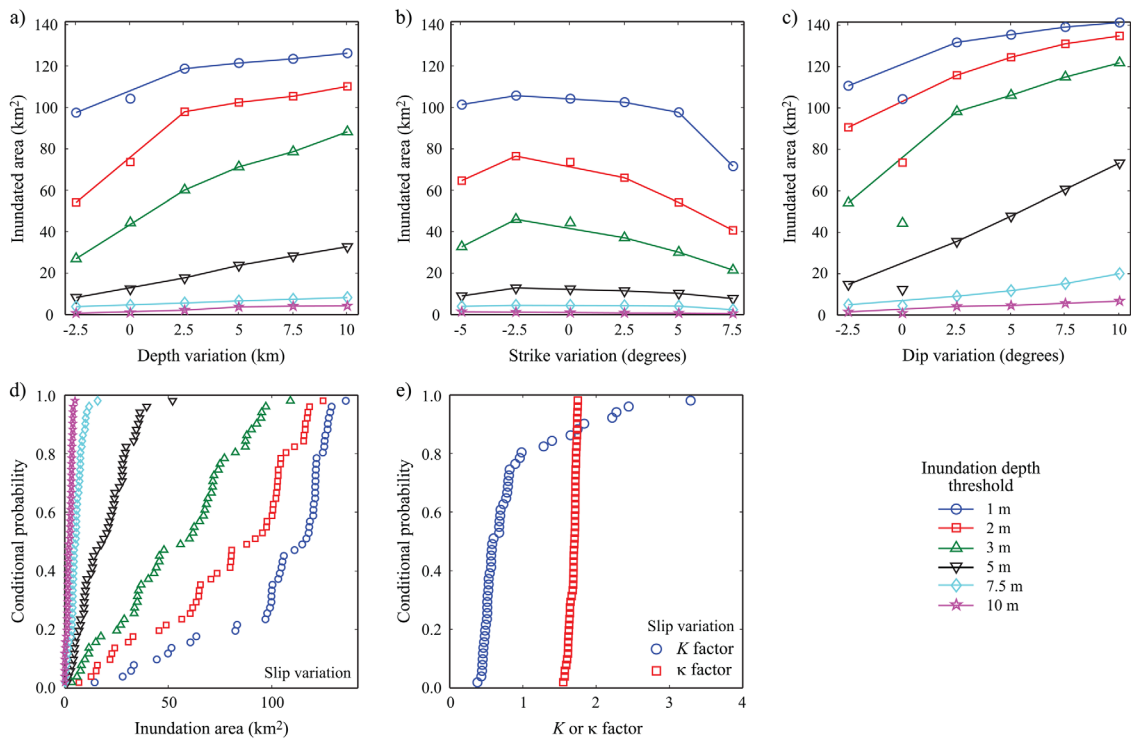 a)
140
120
100
80
60
40
20
0
Inundated area (km²)
-2.5
0
2.5
5
7.5
10
Depth variation (km)
b)
140
120
100
80
60
40
20
0
Inundated area (km²)
-5
-2.5
0
2.5
5
7.5
Strike variation (degrees)
c)
140
120
100
80
60
40
20
0
Inundated area (km²)
-2.5
0
2.5
5
7.5
10
Dip variation (degrees)
d)
1.0
0.8
0.6
0.4
0.2
0.0
Conditional probability
Slip variation
0
50
100
Inundation area (km²)
e)
1.0
0.8
0.6
0.4
0.2
0.0
Conditional probability
Slip variation
K factor
κ factor
0
1
2
3
4
K or κ factor
Inundation depth
threshold
1 m
2 m
3 m
5 m
7.5 m
10 m